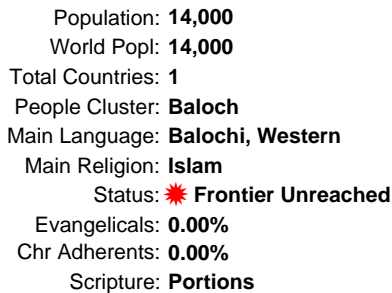 Population: 14,000
World Popl: 14,000
Total Countries: 1
People Cluster: Baloch
Main Language: Balochi, Western
Main Religion: Islam
Status: Frontier Unreached
Evangelicals: 0.00%
Chr Adherents: 0.00%
Scripture: Portions